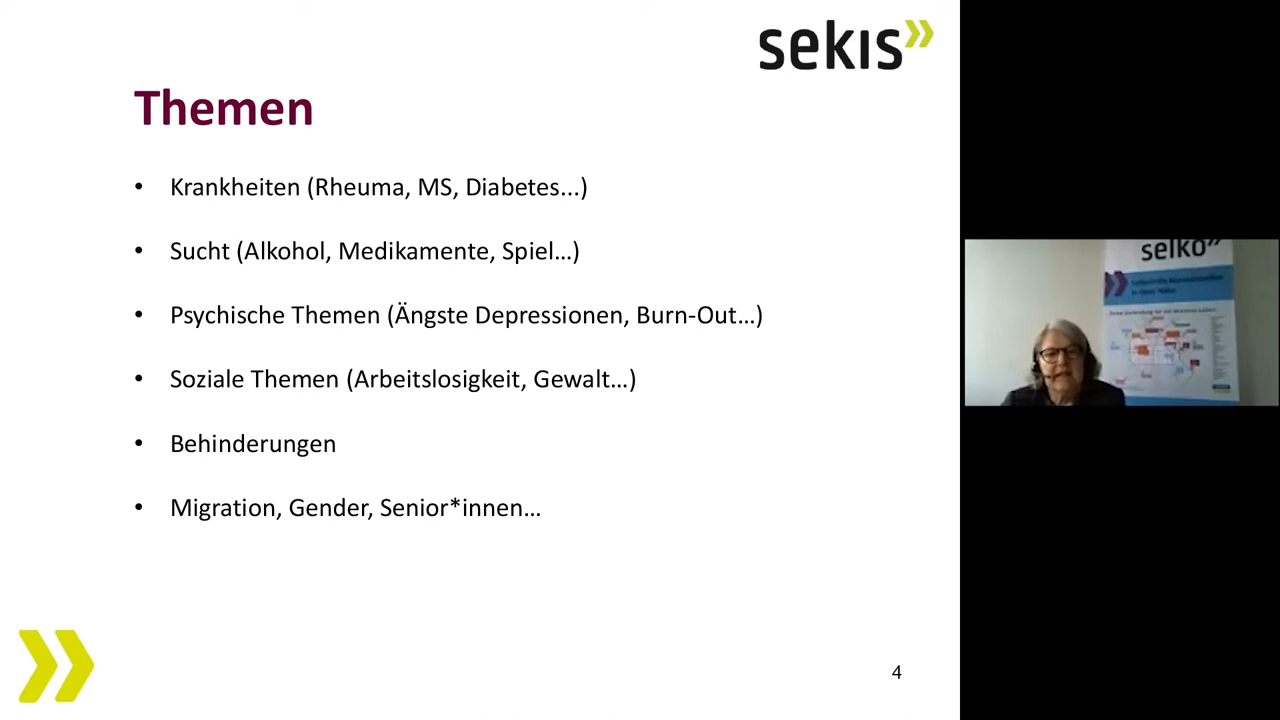 sekis
Themen
• Krankheiten (Rheuma, MS, Diabetes...)
• Sucht (Alkohol, Medikamente, Spiel…)
• Psychische Themen (Ängste Depressionen, Burn-Out…)
• Soziale Themen (Arbeitslosigkeit, Gewalt…)
• Behinderungen
• Migration, Gender, Senior*innen…
4
selko